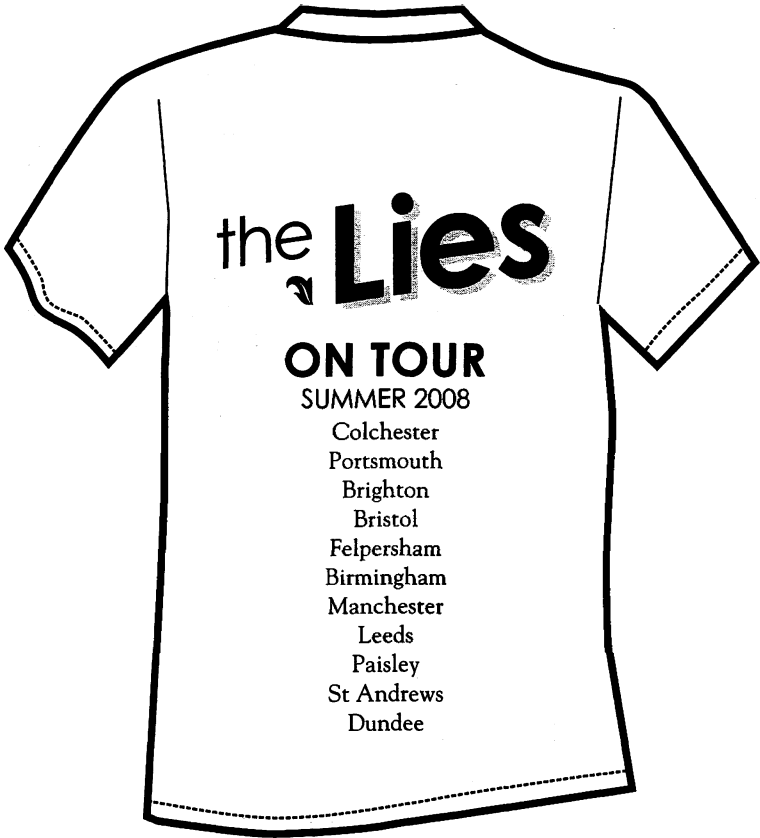 the Lies
ON TOUR
SUMMER 2008
Colchester
Portsmouth
Brighton
Bristol
Felpersham
Birmingham
Manchester
Leeds
Paisley
St Andrews
Dundee